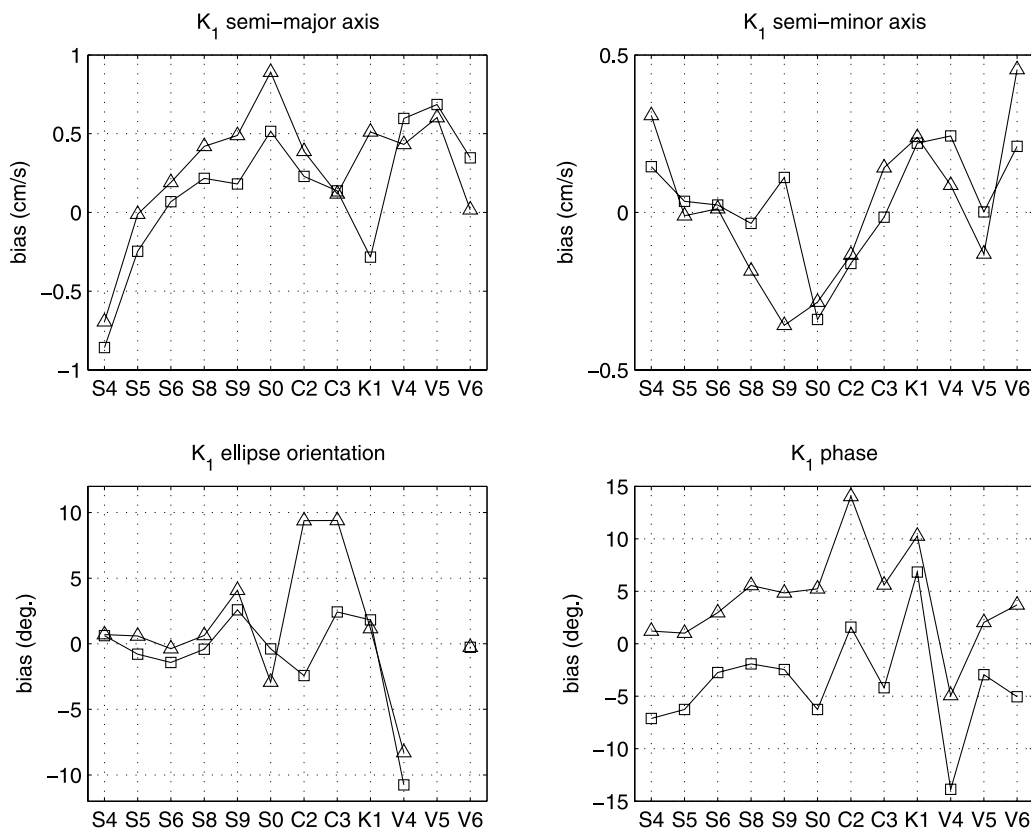 K1 semi−major axis
bias (cm/s)
1
0.5
0
−0.5
−1
S4 S5 S6 S8 S9 S0 C2 C3 K1 V4 V5 V6
K1 semi−minor axis
bias (cm/s)
0.5
0
−0.5
S4 S5 S6 S8 S9 S0 C2 C3 K1 V4 V5 V6
K1 ellipse orientation
bias (deg.)
10
5
0
−5
−10
S4 S5 S6 S8 S9 S0 C2 C3 K1 V4 V5 V6
K1 phase
bias (deg.)
15
10
5
0
−5
−10
−15
S4 S5 S6 S8 S9 S0 C2 C3 K1 V4 V5 V6